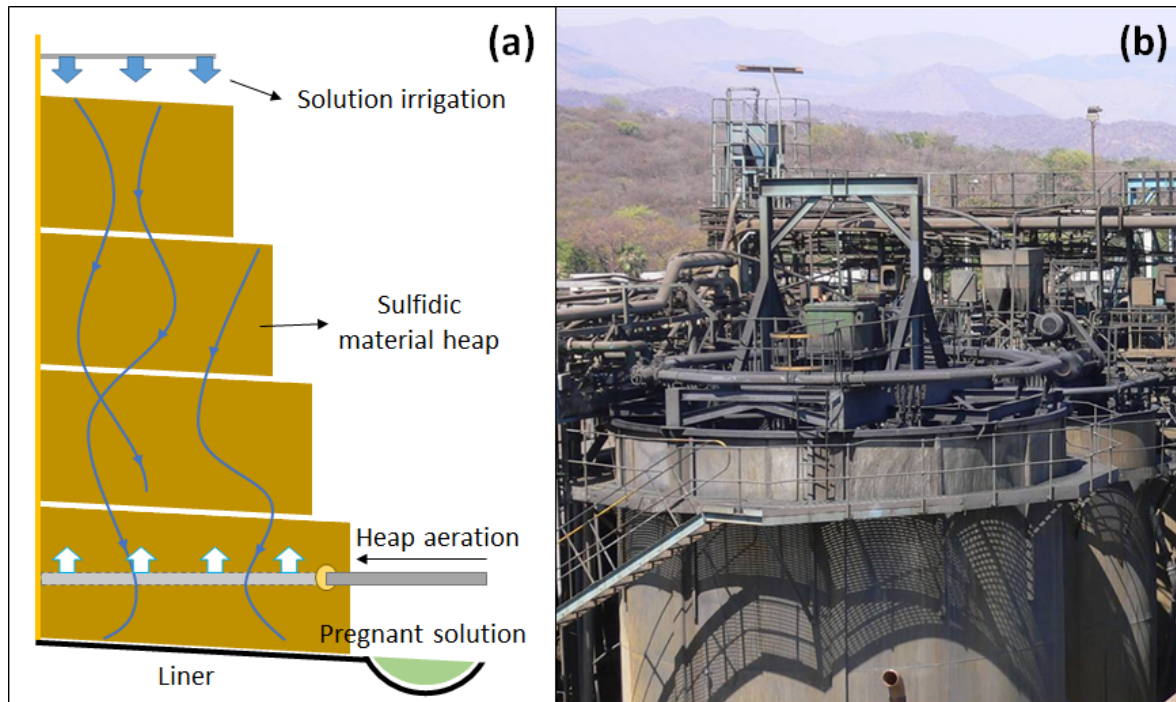 (a)
Solution irrigation
Sulfidic
material heap
Heap aeration
Pregnant solution
Liner
(b)